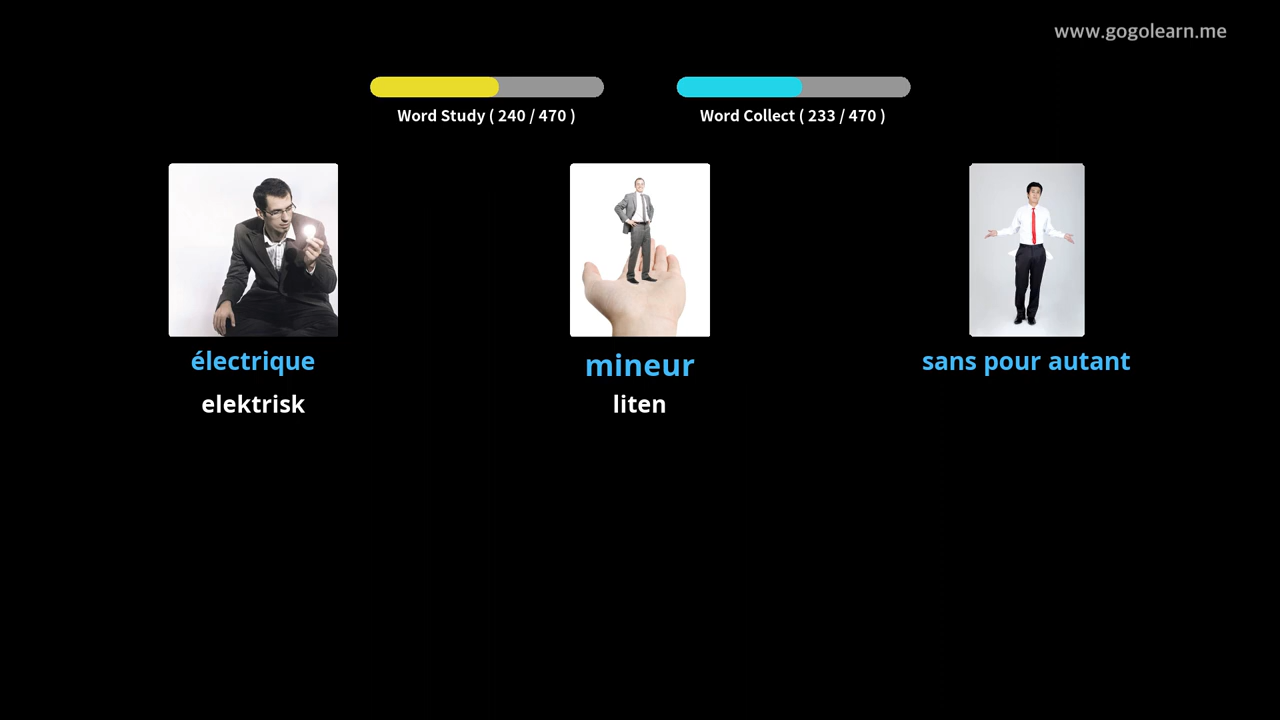 www.gogolearn.me
Word Study ( 240 / 470 )
Word Collect ( 233 / 470 )
électrique
mineur
sans pour autant
elektrisk
liten